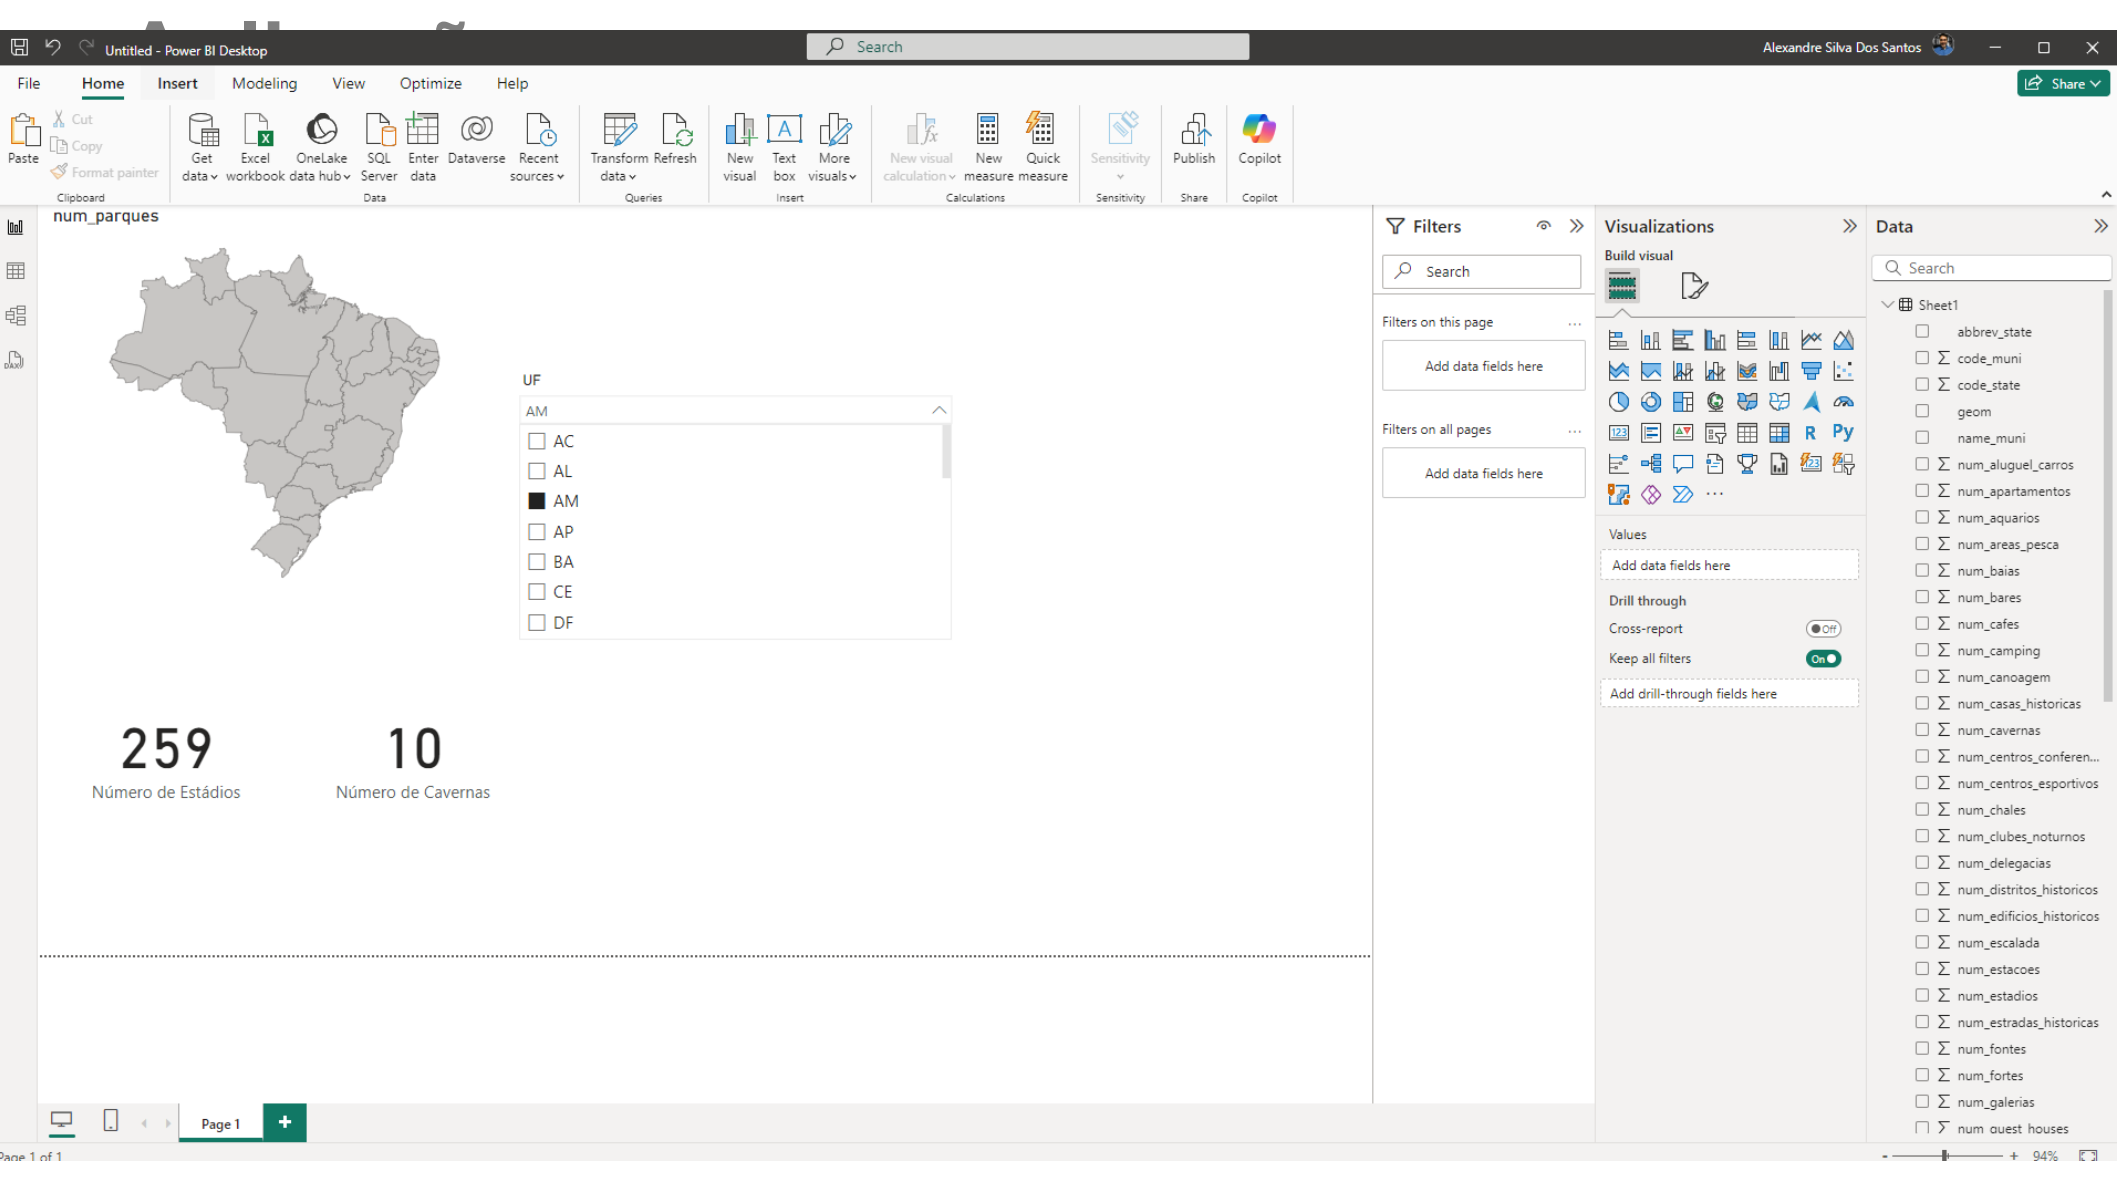 Untitled - Power BI Desktop
Search
Alexandre Silva Dos Santos
File Home Insert Modeling View Optimize Help
Share
Paste
Cut
Copy
Format painter
Clipboard
Get data
Excel workbook
OneLake data hub
SQL Server
Enter data
Dataverse
Recent sources
Data
Transform data
Refresh
Queries
New visual
Text box
More visuals
Insert
New visual calculation
New measure
Quick measure
Calculations
Sensitivity
Sensitivity
Publish
Share
Copilot
Copilot
num_parques
UF
AM
AC
AL
AM
AP
BA
CE
DF
259
Número de Estádios
10
Número de Cavernas
Filters
Search
Filters on this page
...
Add data fields here
Filters on all pages
...
Add data fields here
Visualizations
Build visual
123
R
Py
123
...
Values
Add data fields here
Drill through
Cross-report
Off
Keep all filters
On
Add drill-through fields here
Data
Search
Sheet1
abbrev_state
∑ code_muni
∑ code_state
geom
name_muni
∑ num_aluguel_carros
∑ num_apartamentos
∑ num_aquarios
∑ num_areas_pesca
∑ num_baias
∑ num_bares
∑ num_cafes
∑ num_camping
∑ num_canoagem
∑ num_casas_historicas
∑ num_cavernas
∑ num_centros_conferen...
∑ num_centros_esportivos
∑ num_chales
∑ num_clubes_noturnos
∑ num_delegacias
∑ num_distritos_historicos
∑ num_edificios_historicos
∑ num_escalada
∑ num_estacoes
∑ num_estadios
∑ num_estradas_historicas
∑ num_fontes
∑ num_fortes
∑ num_galerias
∑ num_guest_houses
Page 1
+
Page 1 of 1
- + 94%